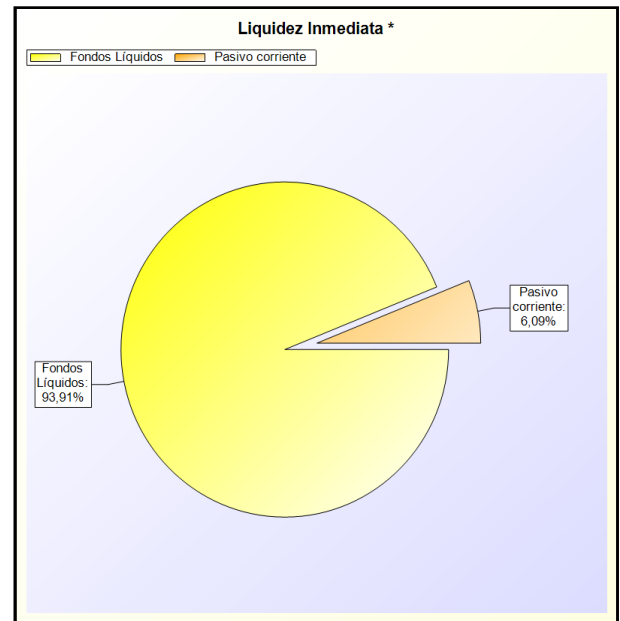 Liquidez Inmediata *
Fondos Líquidos Pasivo corriente
Pasivo
corriente:
6,09%
Fondos
Líquidos:
93,91%